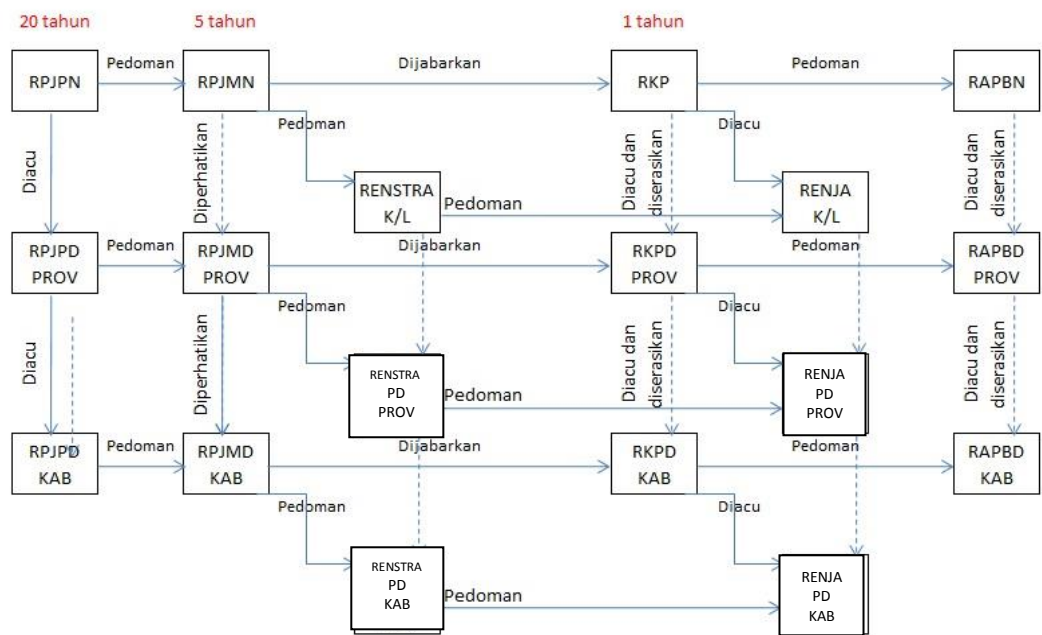 20 tahun
5 tahun
1 tahun
RPJPN
Pedoman
RPJMN
Dijabarkan
RKP
Pedoman
RAPBN
Diacu
Diperhatikan
Pedoman
Diacu dan
diserasikan
Diacu
Diacu dan
diserasikan
RENSTRA
K/L
Pedoman
RENJA
K/L
RPJPD
PROV
Pedoman
RPJMD
PROV
Dijabarkan
RKPD
PROV
Pedoman
RAPBD
PROV
Diacu
Diperhatikan
Pedoman
Diacu dan
diserasikan
Diacu
Diacu dan
diserasikan
RENSTRA
PD
PROV
Pedoman
RENJA
PD
PROV
RPJPD
KAB
Pedoman
RPJMD
KAB
Dijabarkan
RKPD
KAB
Pedoman
RAPBD
KAB
Pedoman
Diacu
RENSTRA
PD
KAB
Pedoman
RENJA
PD
KAB